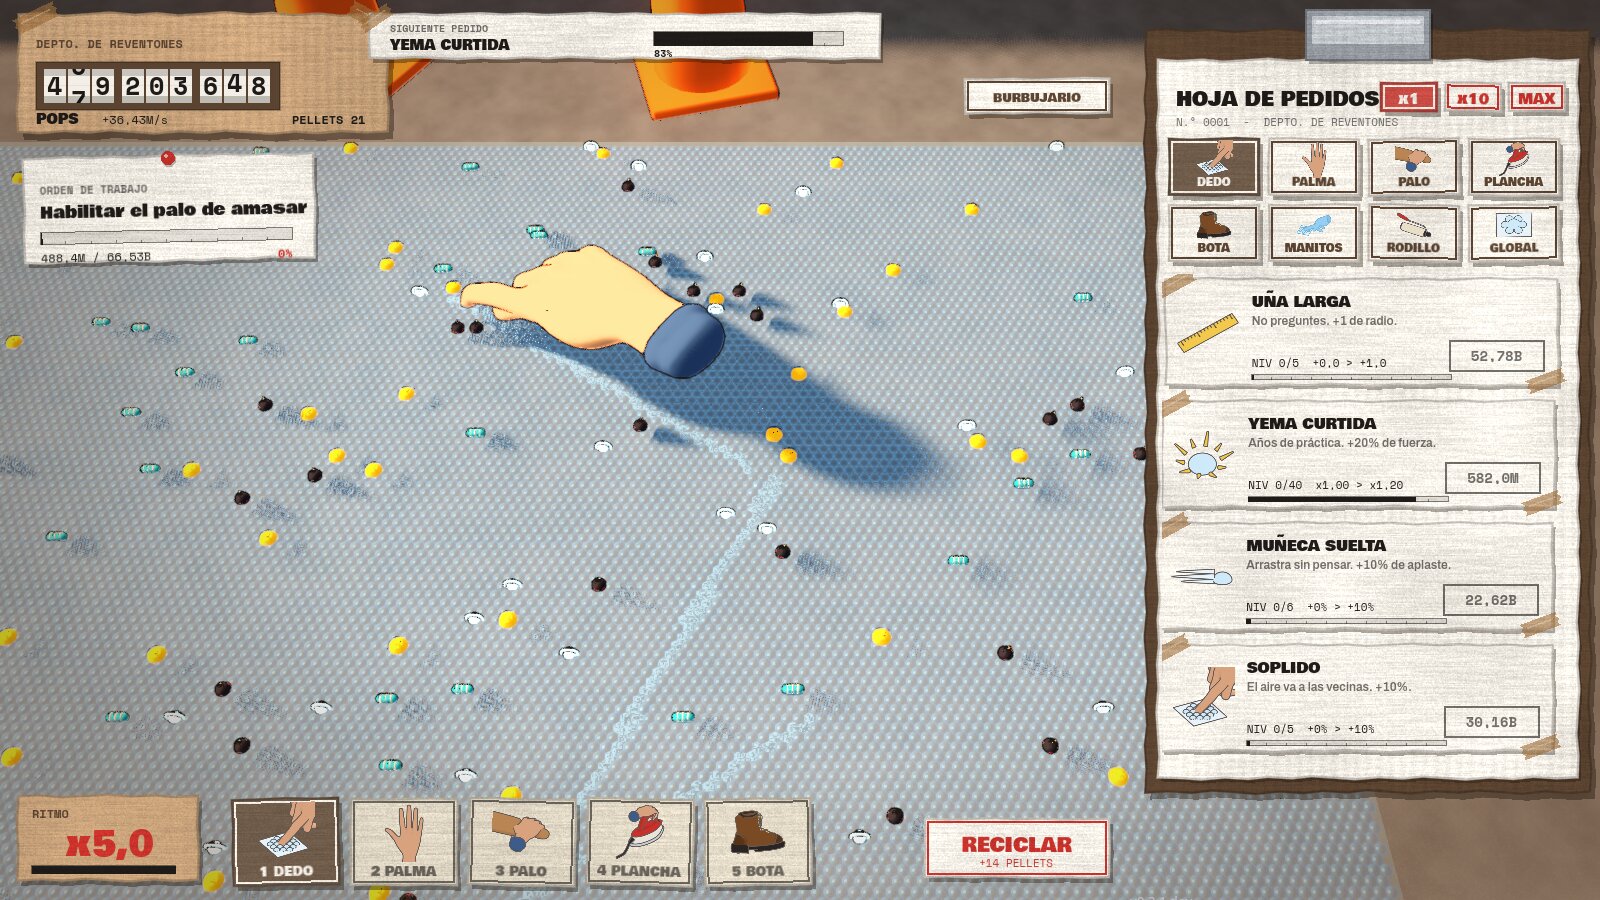 DEPTO. DE REVENTONES
49 203 648
POPS +36,43M/s PELLETS 21
SIGUIENTE PEDIDO
YEMA CURTIDA
83%
BURBUJARIO
ORDEN DE TRABAJO
Habilitar el palo de amasar
488,4M / 66,53B 0%
HOJA DE PEDIDOS x1 x10 MAX
N.° 0001 - DEPTO. DE REVENTONES
DEDO PALMA PALO PLANCHA
BOTA MANITOS RODILLO GLOBAL
UÑA LARGA
No preguntes. +1 de radio.
NIV 0/5 +0,0 > +1,0 52,78B
YEMA CURTIDA
Años de práctica. +20% de fuerza.
NIV 0/40 x1,00 > x1,20 582,0M
MUÑECA SUELTA
Arrastra sin pensar. +10% de aplaste.
NIV 0/6 +0% > +10% 22,62B
SOPLIDO
El aire va a las vecinas. +10%.
NIV 0/5 +0% > +10% 30,16B
RITMO
x5,0
1 DEDO 2 PALMA 3 PALO 4 PLANCHA 5 BOTA
RECICLAR
+14 PELLETS